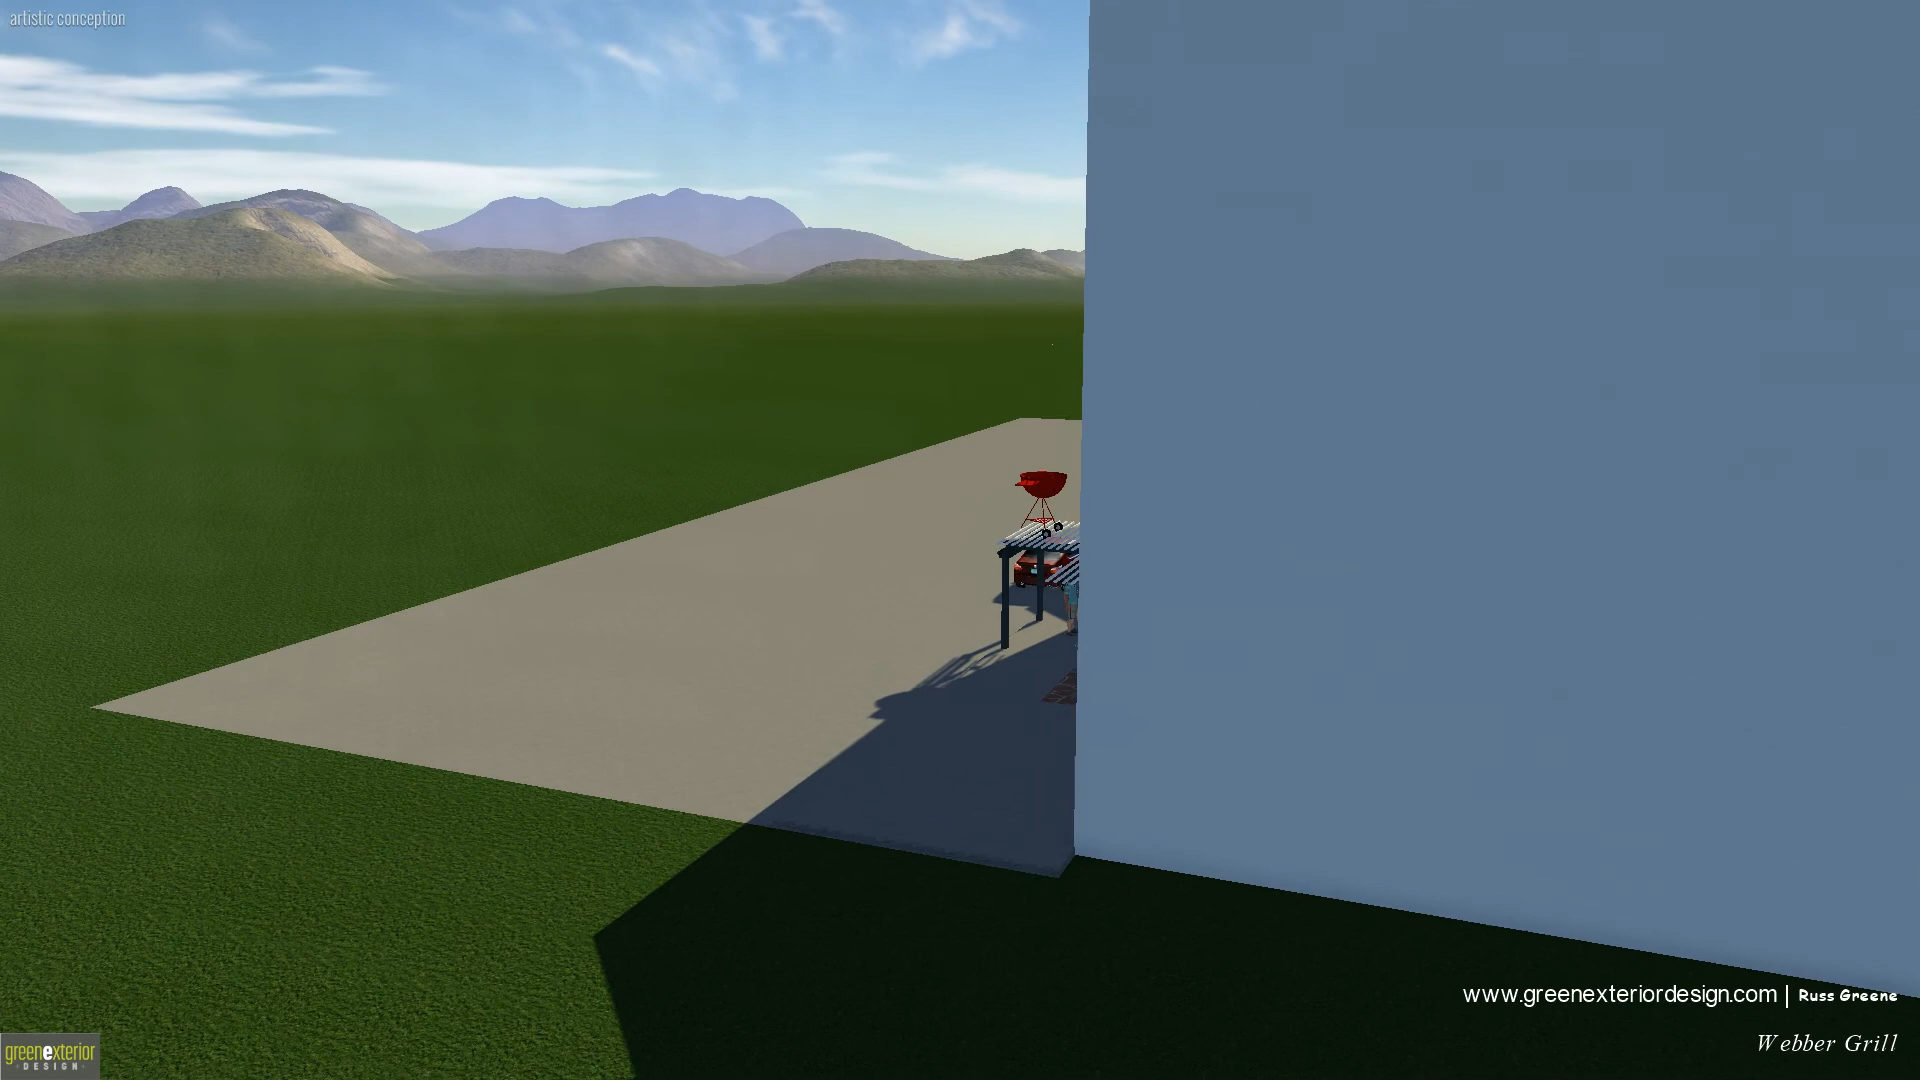 artistic conception
www.greenexteriordesign.com | Russ Greene
Webber Grill
greenexterior
DESIGN